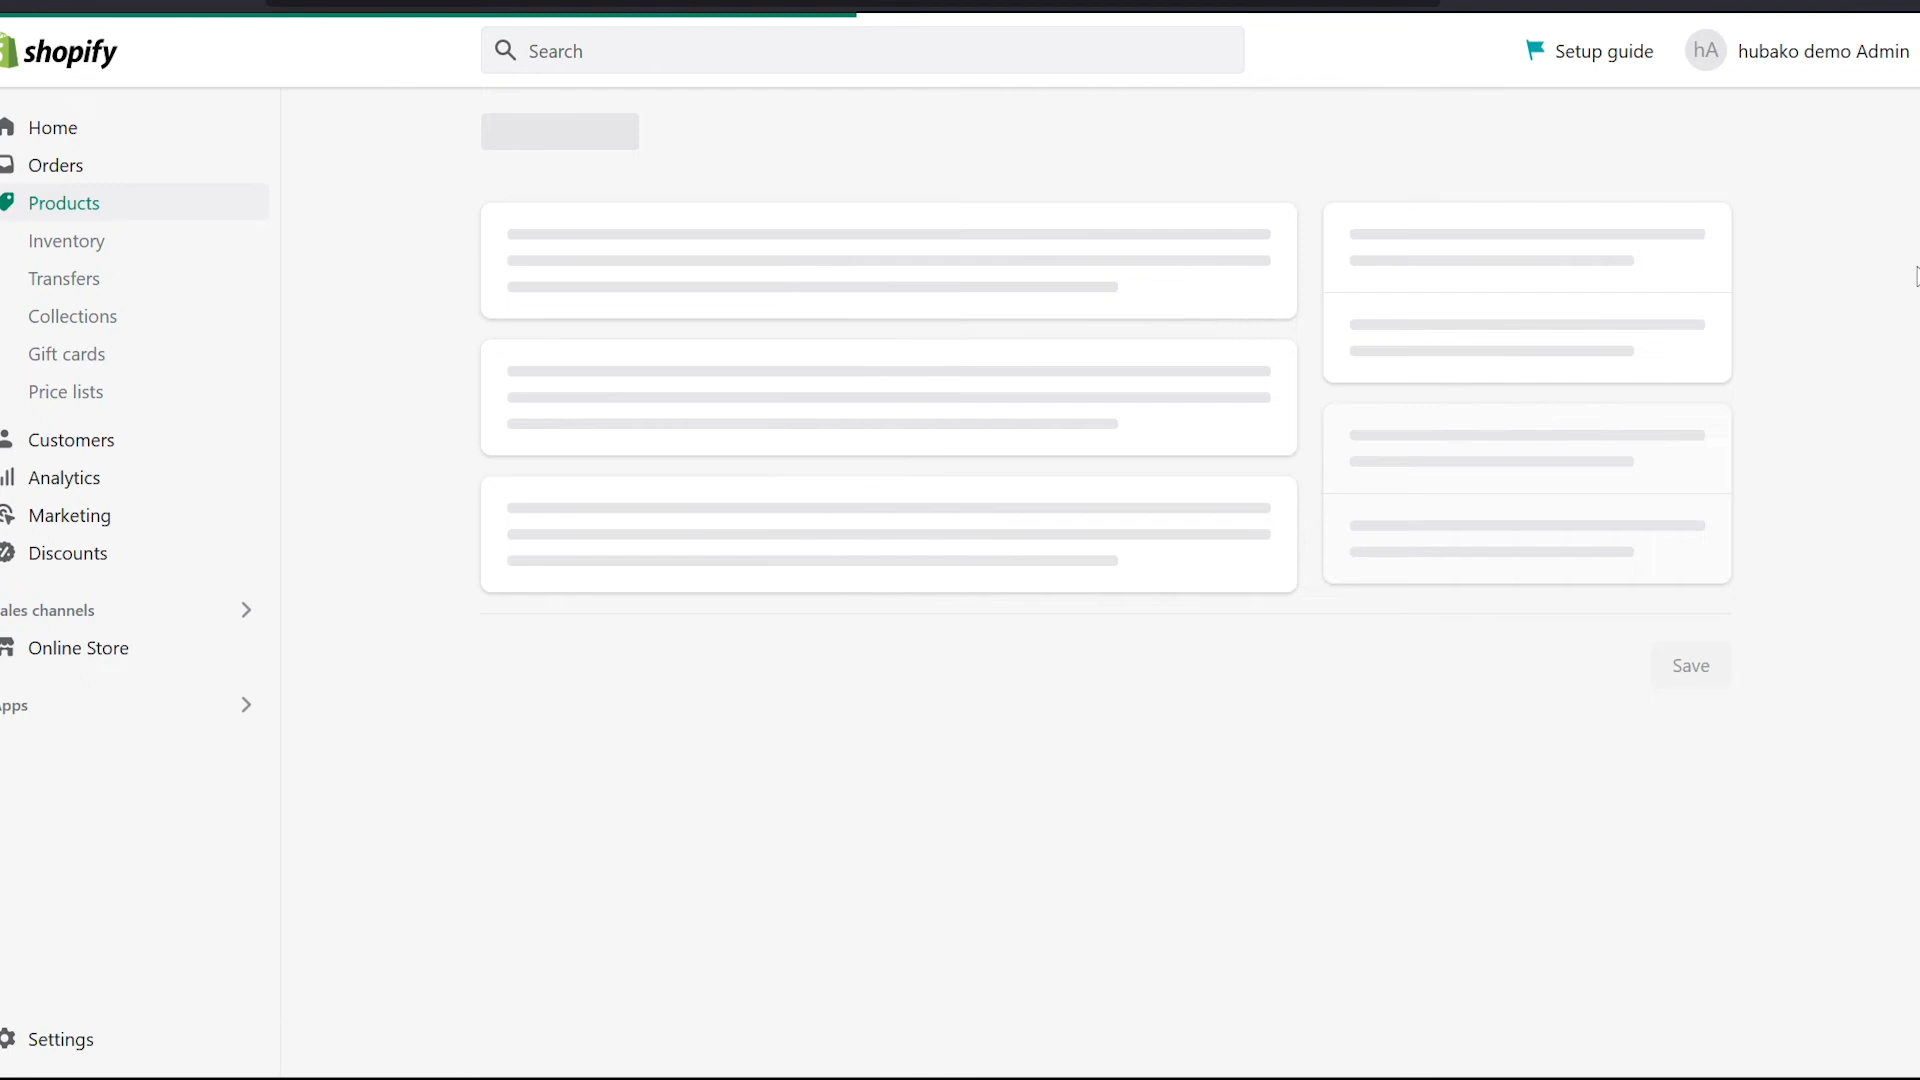 shopify
Search
Setup guide
hA
hubako demo Admin
Home
Orders
Products
Inventory
Transfers
Collections
Gift cards
Price lists
Customers
Analytics
Marketing
Discounts
ales channels
Online Store
pps
Settings
Save